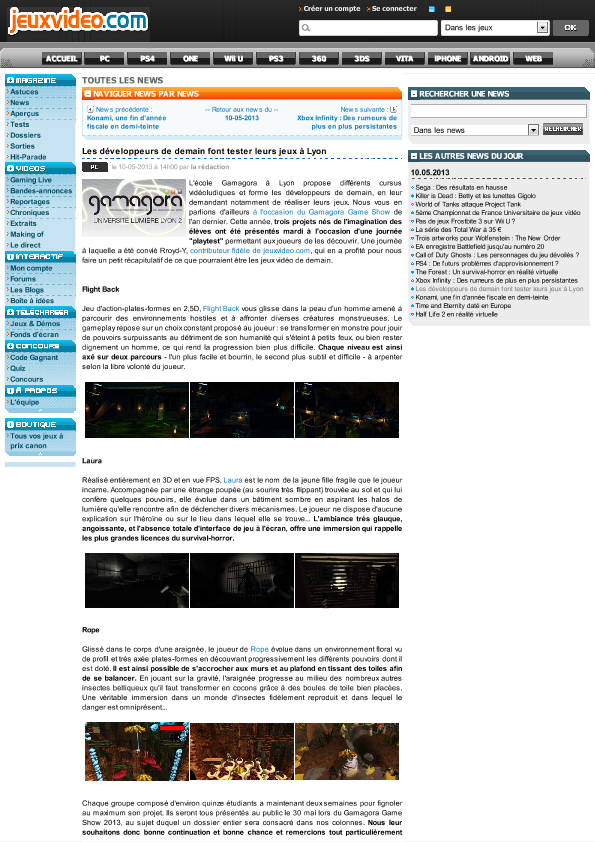 jeuxvideo.com
Créer un compte
Se connecter
Dans les jeux
OK
ACCUEIL
PC
PS4
ONE
Wii U
PS3
360
3DS
VITA
iPHONE
ANDROID
WEB
MAGAZINE
Astuces
News
Aperçus
Tests
Dossiers
Sorties
Hit-Parade
VIDEOS
Gaming Live
Bandes-annonces
Reportages
Chroniques
Extraits
Making of
Le direct
INTERACTIF
Mon compte
Forums
Les Blogs
Boîte à idées
TELECHARGER
Jeux & Démos
Fonds d'écran
CONCOURS
Code Gagnant
Quiz
Concours
À PROPOS
L'équipe
BOUTIQUE
Tous vos jeux à
prix canon
TOUTES LES NEWS
NAVIGUER NEWS PAR NEWS
News précédente :
Konami, une fin d'année
fiscale en demi-teinte
-- Retour aux news du --
10-05-2013
News suivante :
Xbox Infinity : Des rumeurs de
plus en plus persistantes
Les développeurs de demain font tester leurs jeux à Lyon
PC
le 10-05-2013 à 14h00 par la rédaction
gamagora
UNIVERSITÉ LUMIÈRE LYON 2
L'école Gamagora à Lyon propose différents cursus
vidéoludiques et forme les développeurs de demain, en leur
demandant notamment de réaliser leurs jeux. Nous vous en
parlions d'ailleurs à l'occasion du Gamagora Game Show de
l'an dernier. Cette année, trois projets nés de l'imagination des
élèves ont été présentés mardi à l'occasion d'une journée
"playtest" permettant aux joueurs de les découvrir. Une journée
à laquelle a été convié Rroyd-Y, contributeur fidèle de jeuxvideo.com, qui en a profité pour nous
faire un petit récapitulatif de ce que pourraient être les jeux vidéo de demain.
Flight Back
Jeu d'action-plates-formes en 2,5D, Flight Back vous glisse dans la peau d'un homme amené à
parcourir des environnements hostiles et à affronter diverses créatures monstrueuses. Le
gameplay repose sur un choix constant proposé au joueur : se transformer en monstre pour jouir
de pouvoirs surpuissants au détriment de son humanité qui s'éteint à petits feux, ou bien rester
dignement un homme, ce qui rend la progression bien plus difficile. Chaque niveau est ainsi
axé sur deux parcours - l'un plus facile et bourrin, le second plus subtil et difficile - à arpenter
selon la libre volonté du joueur.
Laura
Réalisé entièrement en 3D et en vue FPS, Laura est le nom de la jeune fille fragile que le joueur
incarne. Accompagnée par une étrange poupée (au sourire très flippant) trouvée au sol et qui lui
confère quelques pouvoirs, elle évolue dans un bâtiment sombre en aspirant les halos de
lumière qu'elle rencontre afin de déclencher divers mécanismes. Le joueur ne dispose d'aucune
explication sur l'héroïne ou sur le lieu dans lequel elle se trouve... L'ambiance très glauque,
angoissante, et l'absence totale d'interface de jeu à l'écran, offre une immersion qui rappelle
les plus grandes licences du survival-horror.
Rope
Glissé dans le corps d'une araignée, le joueur de Rope évolue dans un environnement floral vu
de profil et très axée plates-formes en découvrant progressivement les différents pouvoirs dont il
est doté. Il est ainsi possible de s'accrocher aux murs et au plafond en tissant des toiles afin
de se balancer. En jouant sur la gravité, l'araignée progresse au milieu des nombreux autres
insectes belliqueux qu'il faut transformer en cocons grâce à des boules de toile bien placées.
Une véritable immersion dans un monde d'insectes fidèlement reproduit et dans lequel le
danger est omniprésent...
Chaque groupe composé d'environ quinze étudiants a maintenant deux semaines pour fignoler
au maximum son projet. Ils seront tous présentés au public le 30 mai lors du Gamagora Game
Show 2013, au sujet duquel un dossier entier sera consacré dans nos colonnes. Nous leur
souhaitons donc bonne continuation et bonne chance et remercions tout particulièrement
RECHERCHER UNE NEWS
Dans les news
RECHERCHER
LES AUTRES NEWS DU JOUR
10.05.2013
Sega : Des résultats en hausse
Killer is Dead : Betty et les lunettes Gigolo
World of Tanks attaque Project Tank
5ème Championnat de France Universitaire de jeux vidéo
Pas de jeux Frostbite 3 sur Wii U ?
La série des Total War à 35 €
Trois artworks pour Wolfenstein : The New Order
EA enregistre Battlefield jusqu'au numéro 20
Call of Duty Ghosts : Les personnages du jeu dévoilés ?
PS4 : De futurs problèmes d'approvisionnement ?
The Forest : Un survival-horror en réalité virtuelle
Xbox Infinity : Des rumeurs de plus en plus persistantes
Les développeurs de demain font tester leurs jeux à Lyon
Konami, une fin d'année fiscale en demi-teinte
Time and Eternity daté en Europe
Half Life 2 en réalité virtuelle